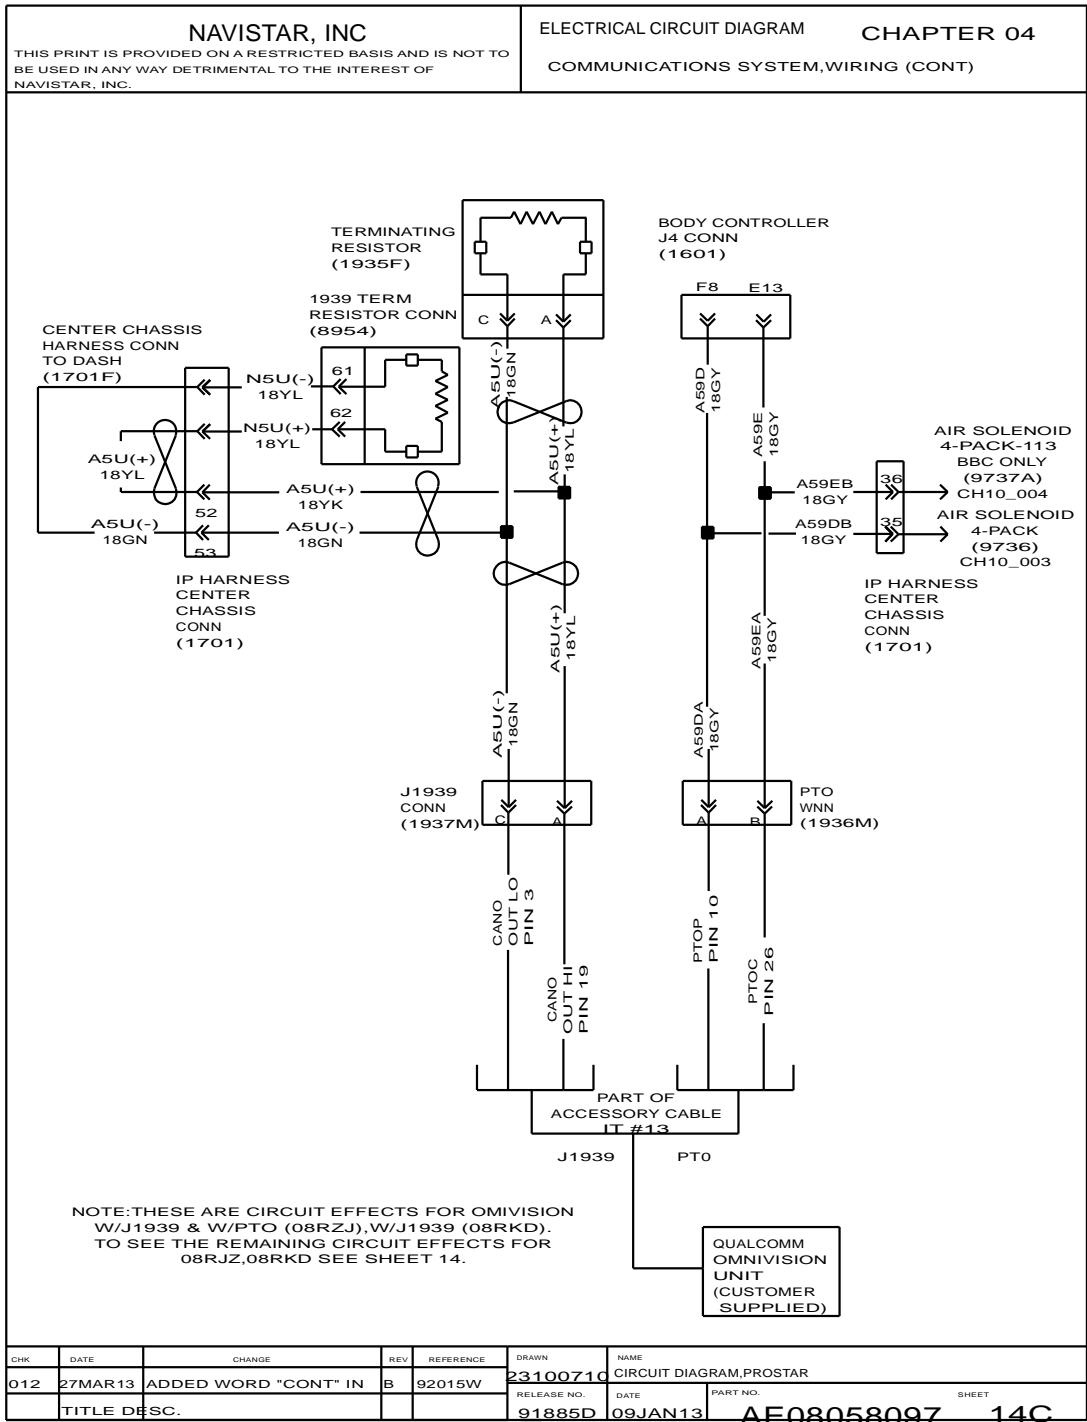 NAVISTAR, INC
THIS PRINT IS PROVIDED ON A RESTRICTED BASIS AND IS NOT TO
BE USED IN ANY WAY DETRIMENTAL TO THE INTEREST OF
NAVISTAR, INC.
ELECTRICAL CIRCUIT DIAGRAM
CHAPTER 04
COMMUNICATIONS SYSTEM,WIRING (CONT)
TERMINATING
RESISTOR
(1935F)
BODY CONTROLLER
J4 CONN
(1601)
F8 E13
1939 TERM
RESISTOR CONN
(8954)
C A
CENTER CHASSIS
HARNESS CONN
TO DASH
(1701F)
N5U(-)
18YL
61
N5U(+)
18YL
62
A5U(-)
18GN
A5U(+)
18YL
A59D
18GY
A59E
18GY
A5U(+)
18YL
A5U(+)
18YK
52
A5U(-)
18GN
A5U(-)
18GN
53
AIR SOLENOID
4-PACK-113
BBC ONLY
(9737A)
CH10_004
A59EB
18GY
36
A59DB
18GY
35
AIR SOLENOID
4-PACK
(9736)
CH10_003
IP HARNESS
CENTER
CHASSIS
CONN
(1701)
IP HARNESS
CENTER
CHASSIS
CONN
(1701)
A5U(+)
18YL
A59EA
18GY
A5U(-)
18GN
A59DA
18GY
J1939
CONN
(1937M)
C A
A B
PTO
WNN
(1936M)
CANO
OUT LO
PIN 3
CANO
OUT HI
PIN 19
PTOP
PIN 10
PTOC
PIN 26
PART OF
ACCESSORY CABLE
IT #13
J1939 PT0
NOTE:THESE ARE CIRCUIT EFFECTS FOR OMIVISION
W/J1939 & W/PTO (08RZJ),W/J1939 (08RKD).
TO SEE THE REMAINING CIRCUIT EFFECTS FOR
08RJZ,08RKD SEE SHEET 14.
QUALCOMM
OMNIVISION
UNIT
(CUSTOMER
SUPPLIED)
CHK DATE CHANGE REV REFERENCE
012 27MAR13 ADDED WORD "CONT" IN B 92015W
TITLE DESC.
DRAWN
23100710
NAME
CIRCUIT DIAGRAM,PROSTAR
RELEASE NO.
91885D
DATE
09JAN13
PART NO.
AE08058097
SHEET
14C